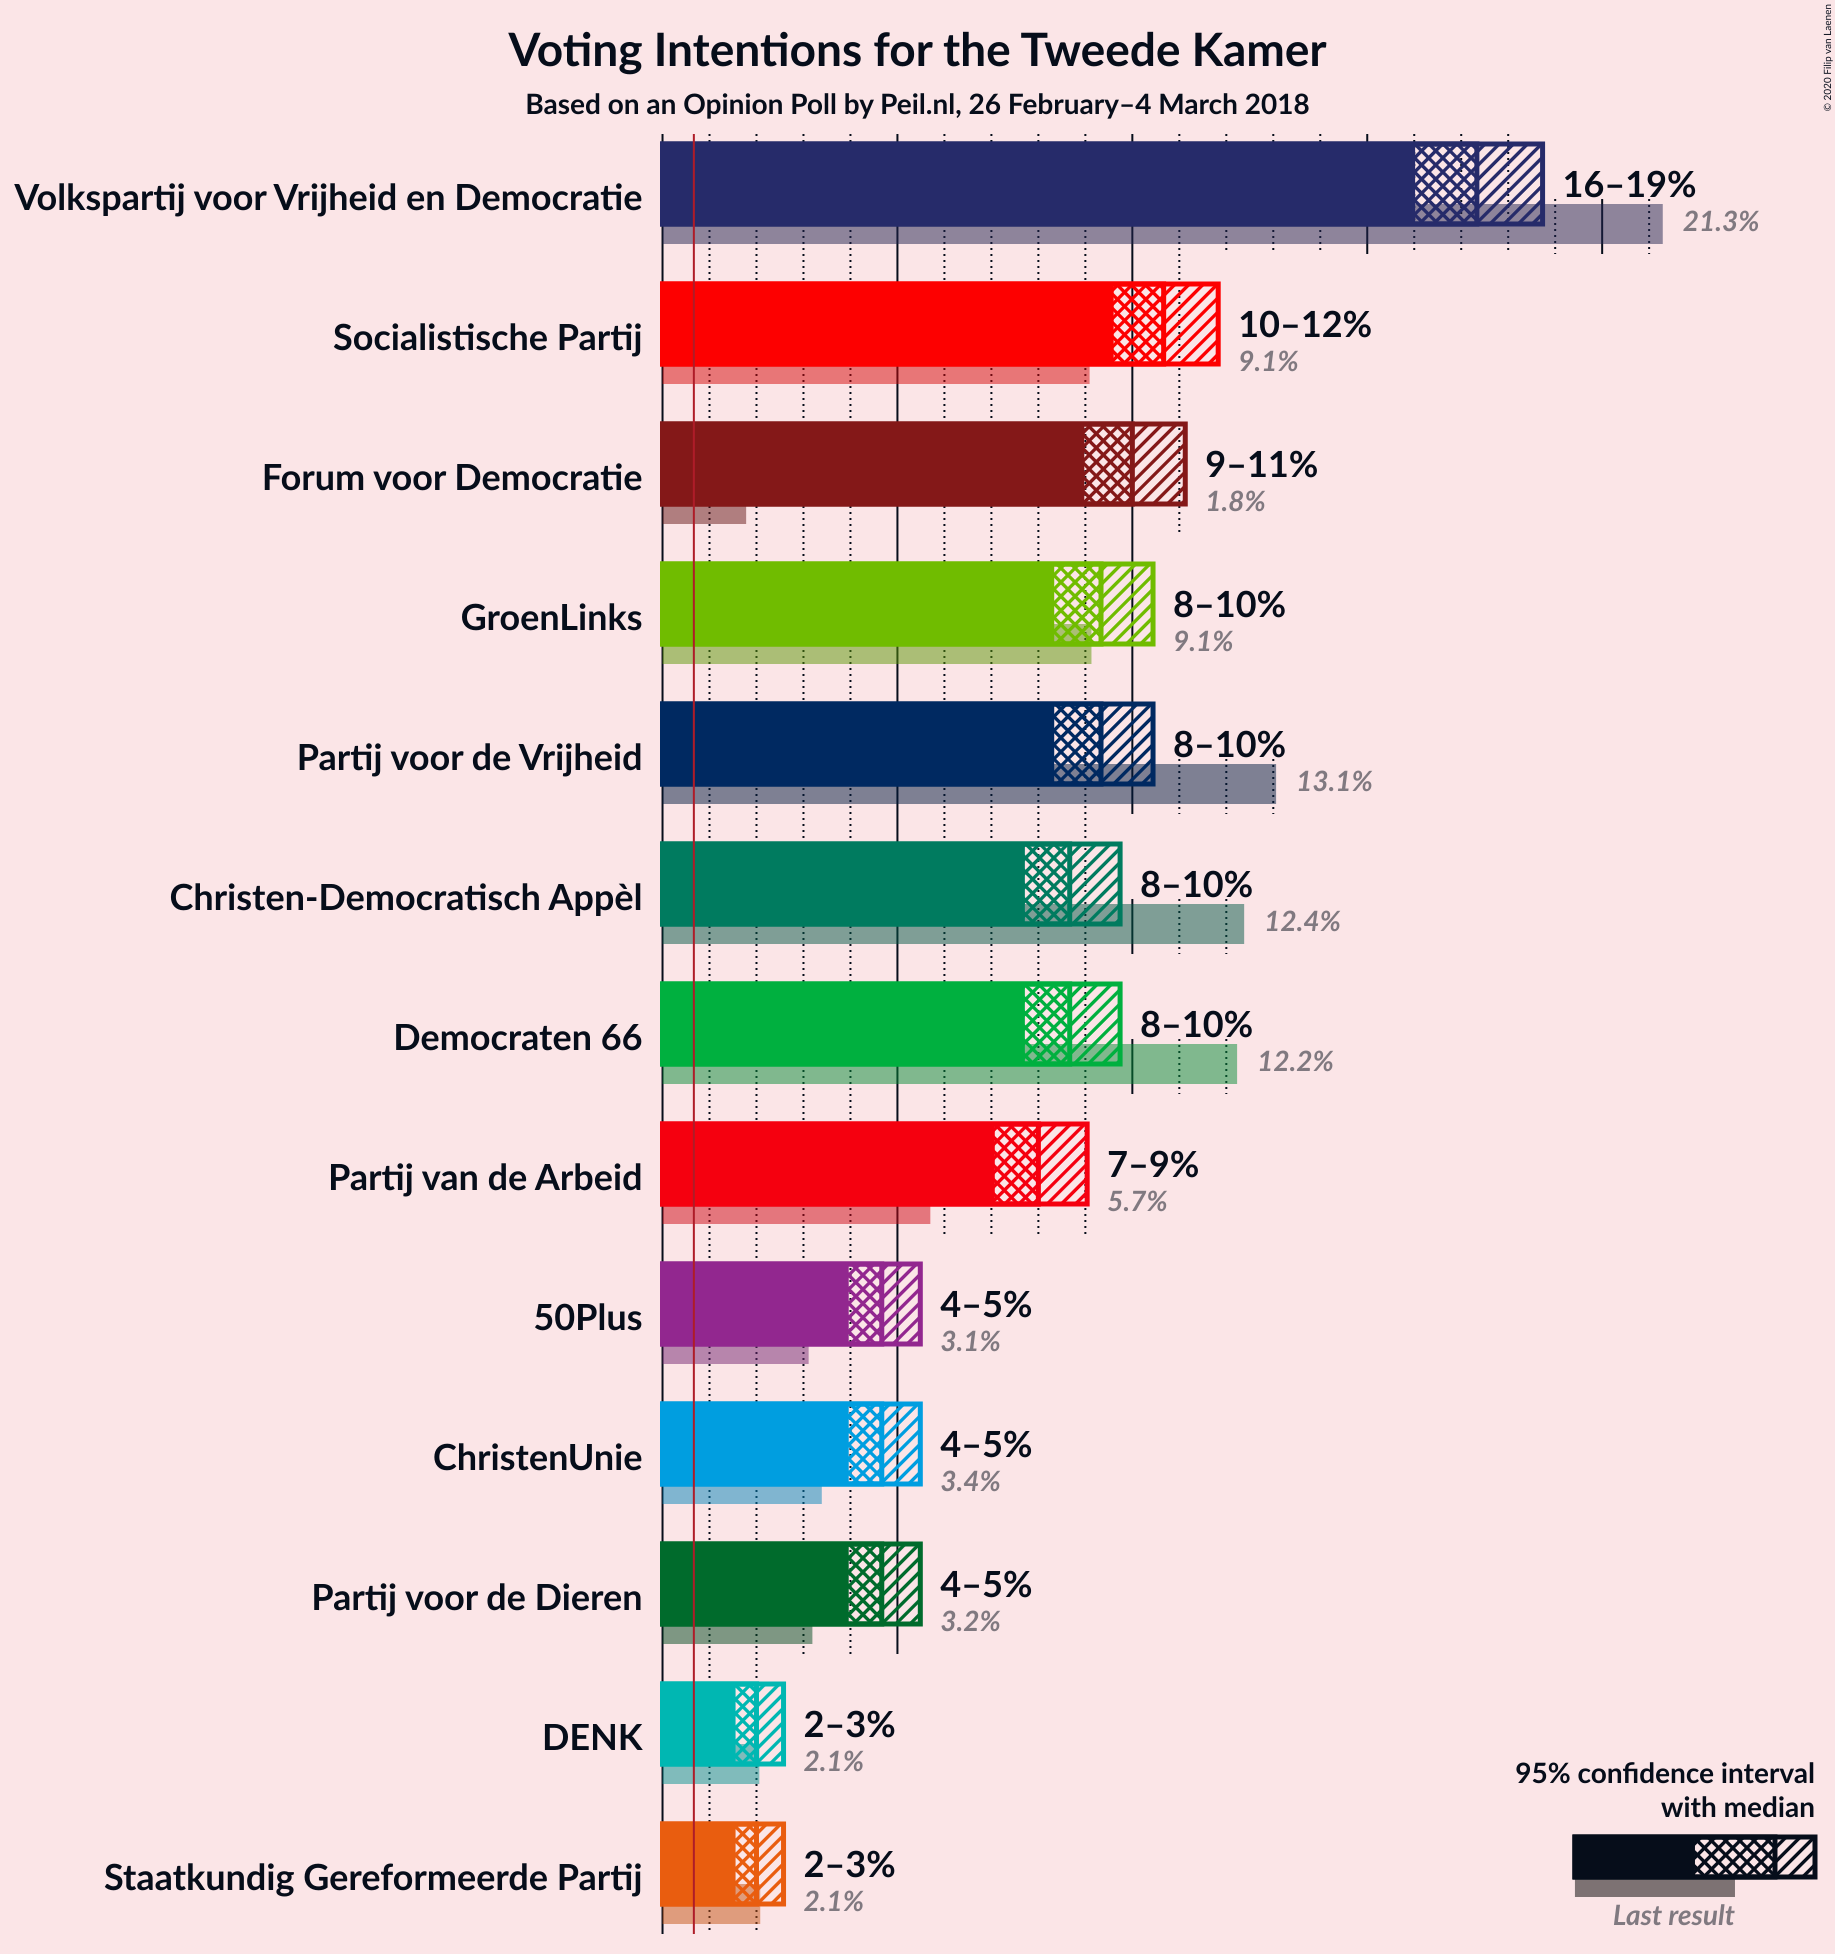 Voting Intentions for the Tweede Kamer
Based on an Opinion Poll by Peil.nl, 26 February–4 March 2018
© 2020 Filip van Laenen
Volkspartij voor Vrijheid en Democratie
16–19%
21.3%
Socialistische Partij
10–12%
9.1%
Forum voor Democratie
9–11%
1.8%
GroenLinks
8–10%
9.1%
Partij voor de Vrijheid
8–10%
13.1%
Christen-Democratisch Appèl
8–10%
12.4%
Democraten 66
8–10%
12.2%
Partij van de Arbeid
7–9%
5.7%
50Plus
4–5%
3.1%
ChristenUnie
4–5%
3.4%
Partij voor de Dieren
4–5%
3.2%
DENK
2–3%
2.1%
Staatkundig Gereformeerde Partij
2–3%
2.1%
95% confidence interval
with median
Last result